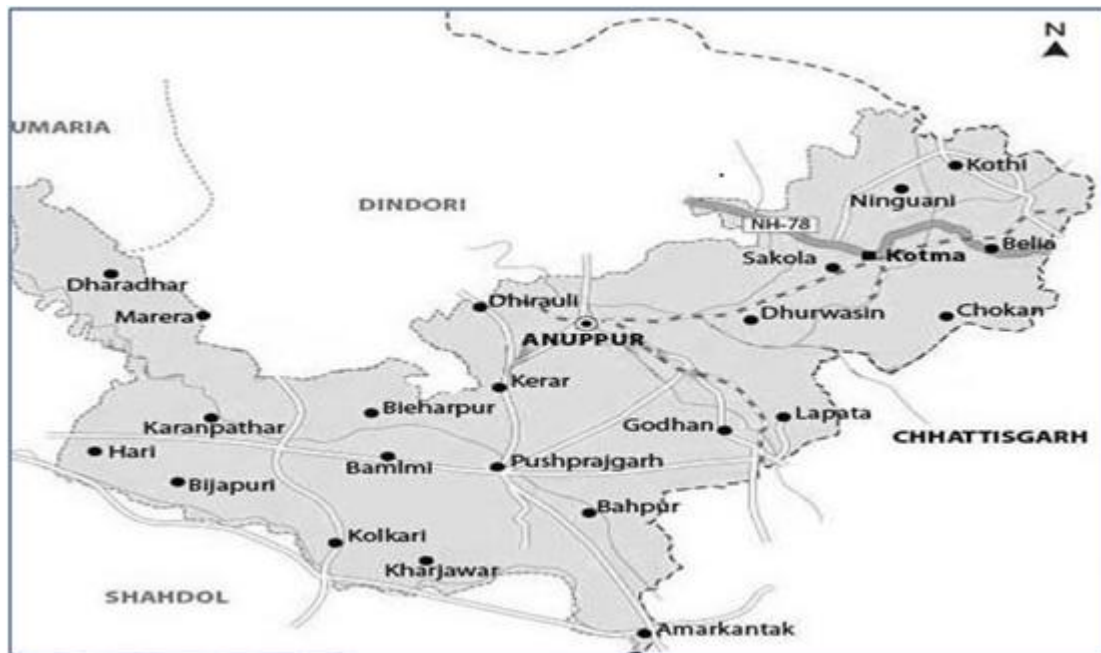 N
UMARIA
Kothi
DINDORI
Ninguani
NH-78
Belia
Kotma
Sakola
Dharadhar
Dhirauli
Marera
Dhurwasin
Chokan
ANUPPUR
Kerar
Bieharpur
Lapata
Karanpathar
Godhan
CHHATTISGARH
Hari
Bamlmi
Pushprajgarh
Bijapuri
Bahpur
Kolkari
Kharjawar
SHAHDOL
Amarkantak